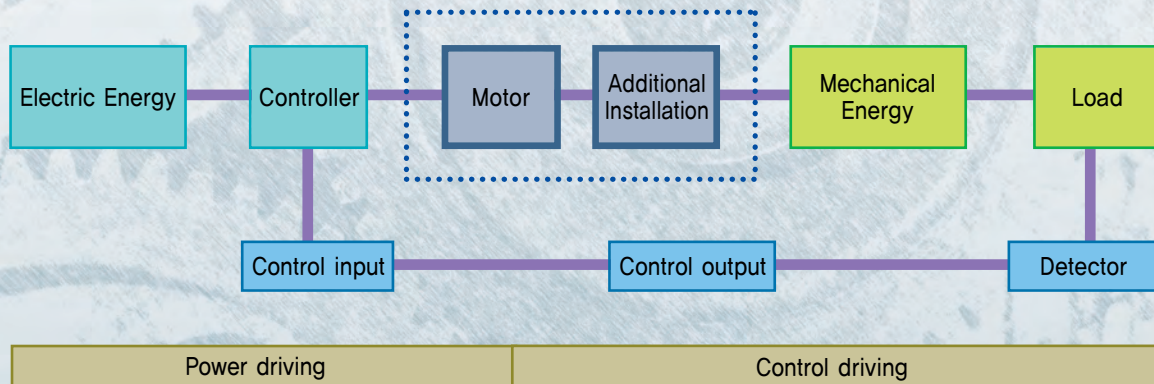 Electric Energy
Controller
Motor
Additional
Installation
Mechanical
Energy
Load
Control input
Control output
Detector
Power driving
Control driving